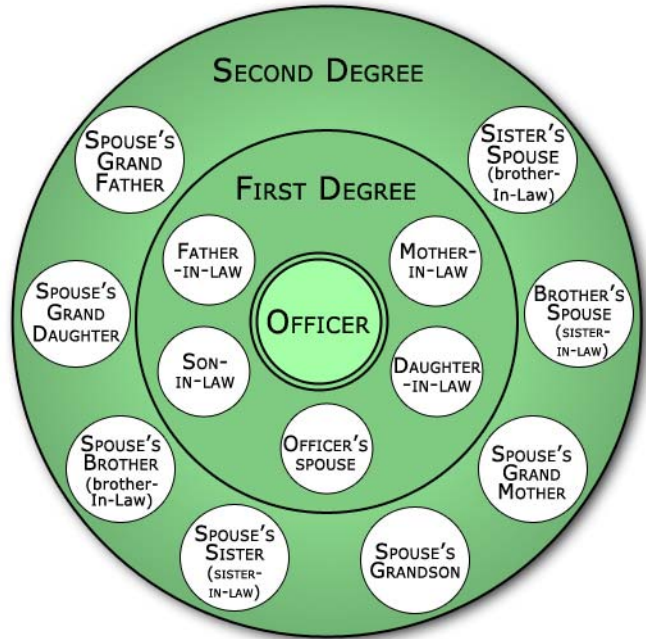 SECOND DEGREE
SPOUSE'S
GRAND
FATHER
SISTER'S
SPOUSE
(brother-
In-Law)
FIRST DEGREE
FATHER
-IN-LAW
MOTHER-
IN-LAW
SPOUSE'S
GRAND
DAUGHTER
OFFICER
BROTHER'S
SPOUSE
(SISTER-
IN-LAW)
SON-
IN-LAW
DAUGHTER
-IN-LAW
OFFICER'S
SPOUSE
SPOUSE'S
BROTHER
(brother-
In-Law)
SPOUSE'S
GRAND
MOTHER
SPOUSE'S
SISTER
(SISTER-
IN-LAW)
SPOUSE'S
GRANDSON